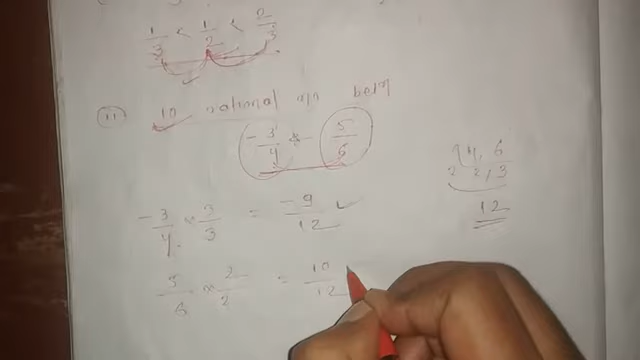 1/3 < 1/2 < 2/3
(ii) 10 rational no betn
-3/4 & - 5/6
2 4, 6
2, 3
12
-3/4 × 3/3 = -9/12
5/6 × 2/2 = 10/12